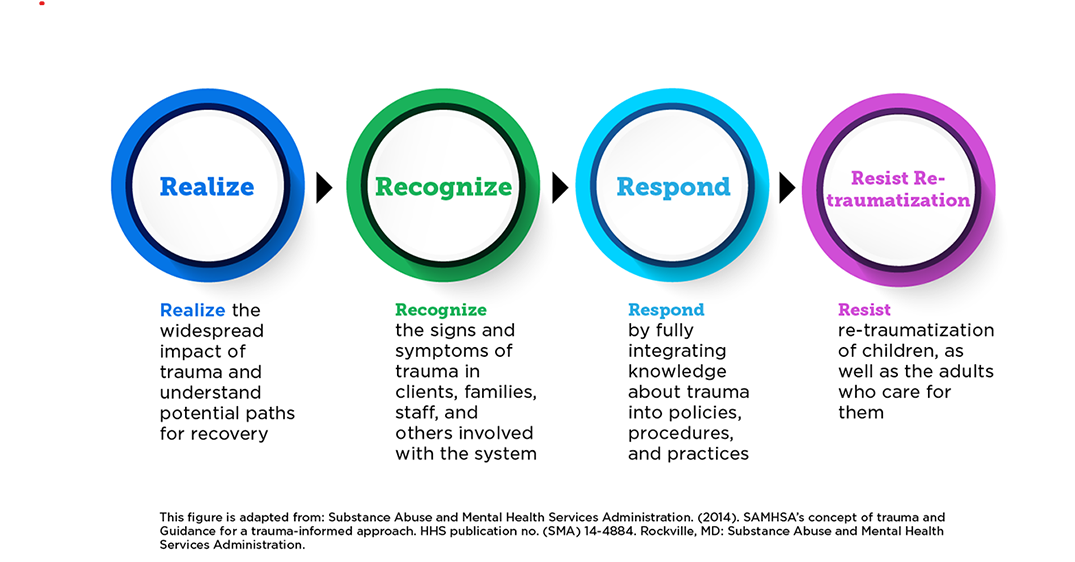 Realize
Recognize
Respond
Resist Re-
traumatization
Realize the
widespread
impact of
trauma and
understand
potential paths
for recovery
Recognize
the signs and
symptoms of
trauma in
clients, families,
staff, and
others involved
with the system
Respond
by fully
integrating
knowledge
about trauma
into policies,
procedures,
and practices
Resist
re-traumatization
of children, as
well as the adults
who care for
them
This figure is adapted from: Substance Abuse and Mental Health Services Administration. (2014). SAMHSA's concept of trauma and
Guidance for a trauma-informed approach. HHS publication no. (SMA) 14-4884. Rockville, MD: Substance Abuse and Mental Health
Services Administration.